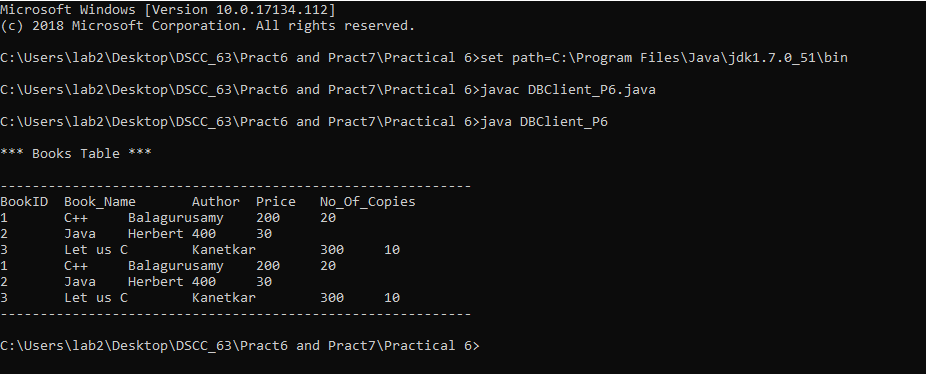 Microsoft Windows [Version 10.0.17134.112]
(c) 2018 Microsoft Corporation. All rights reserved.
C:\Users\lab2\Desktop\DSCC_63\Pract6 and Pract7\Practical 6>set path=C:\Program Files\Java\jdk1.7.0_51\bin
C:\Users\lab2\Desktop\DSCC_63\Pract6 and Pract7\Practical 6>javac DBClient_P6.java
C:\Users\lab2\Desktop\DSCC_63\Pract6 and Pract7\Practical 6>java DBClient_P6
*** Books Table ***
-----------------------------------------------------------
BookID  Book_Name       Author  Price   No_Of_Copies
1       C++     Balagurusamy    200     20
2       Java    Herbert 400     30
3       Let us C        Kanetkar        300     10
1       C++     Balagurusamy    200     20
2       Java    Herbert 400     30
3       Let us C        Kanetkar        300     10
-----------------------------------------------------------
C:\Users\lab2\Desktop\DSCC_63\Pract6 and Pract7\Practical 6>